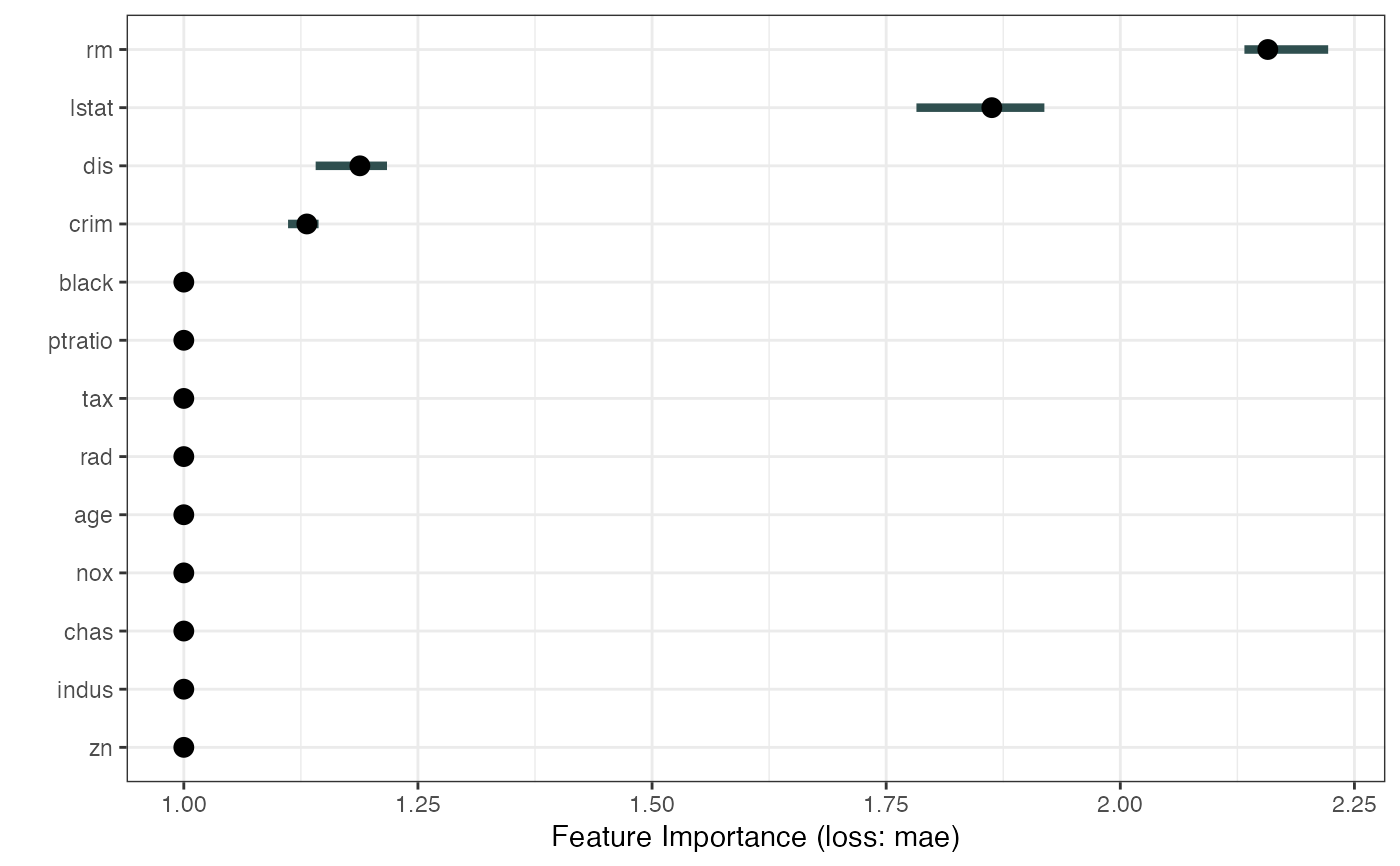 rm
lstat
dis
crim
black
ptratio
tax
rad
age
nox
chas
indus
zn
1.00 1.25 1.50 1.75 2.00 2.25
Feature Importance (loss: mae)